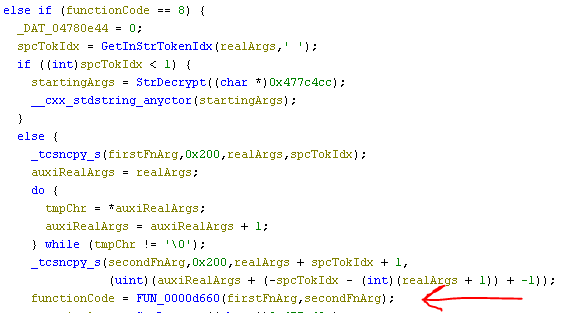 else if (functionCode == 8) {
_DAT_04780e44 = 0;
spcTokIdx = GetInStrTokenIdx(realArgs,' ');
if ((int)spcTokIdx < 1) {
startingArgs = StrDecrypt((char *)0x477c4cc);
__cxx_stdstring_anyctor(startingArgs);
}
else {
_tcsncpy_s(firstFnArg,0x200,realArgs,spcTokIdx);
auxiRealArgs = realArgs;
do {
tmpChr = *auxiRealArgs;
auxiRealArgs = auxiRealArgs + 1;
} while (tmpChr != '\0');
_tcsncpy_s(secondFnArg,0x200,realArgs + spcTokIdx + 1,
(uint)(auxiRealArgs + (-spcTokIdx - (int)(realArgs + 1)) + -1));
functionCode = FUN_0000d660(firstFnArg,secondFnArg);